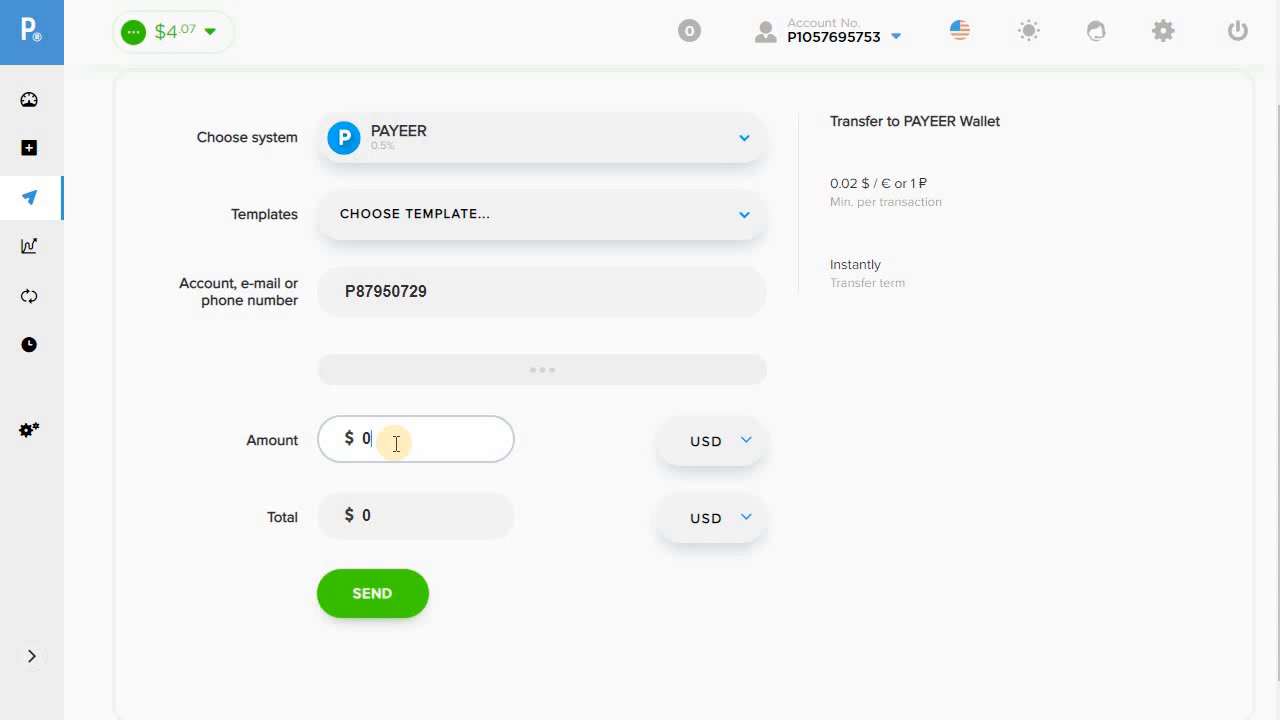 P®
$4.07
0
Account No.
P1057695753
Choose system
PAYEER
0.5%
Templates
CHOOSE TEMPLATE...
Account, e-mail or
phone number
P87950729
Amount
$ 0
USD
Total
$ 0
USD
SEND
Transfer to PAYEER Wallet
0.02 $ / € or 1 ₽
Min. per transaction
Instantly
Transfer term